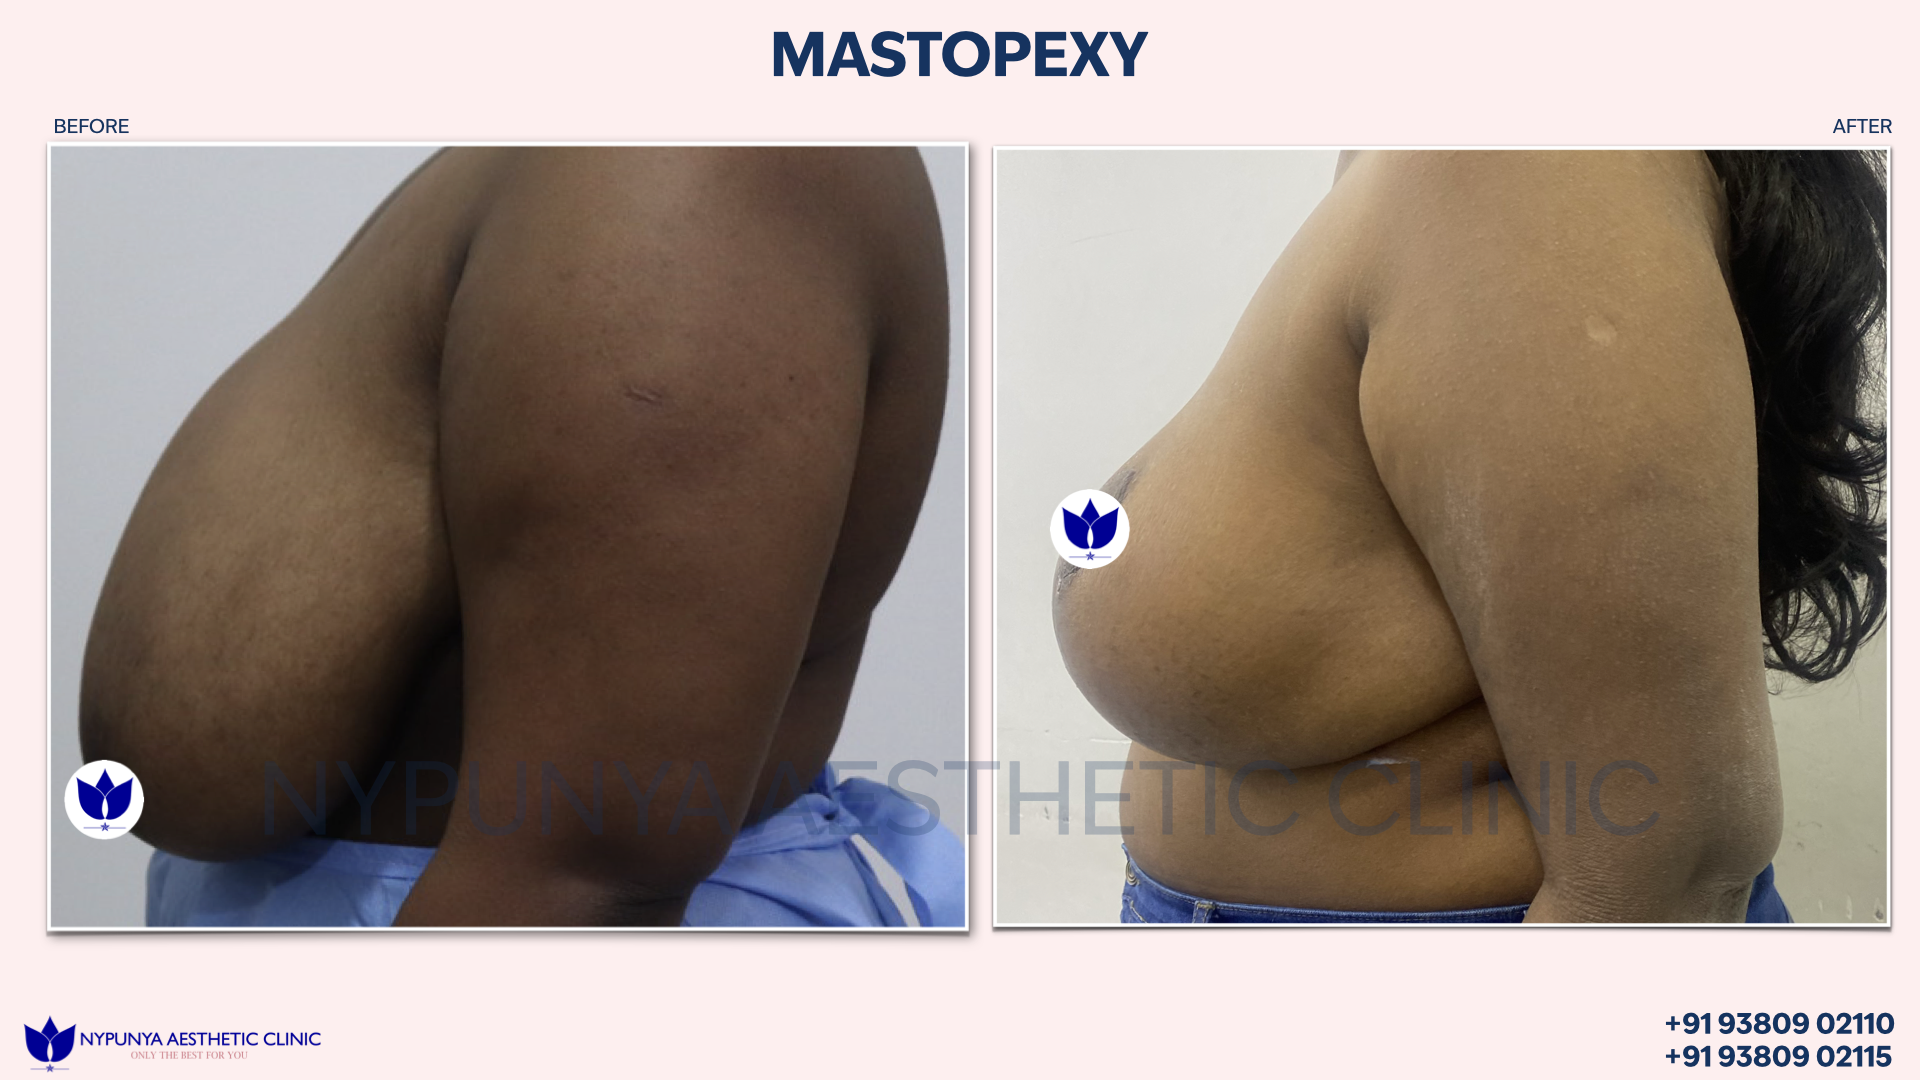 MASTOPEXY
BEFORE
AFTER
NYPUNYA AESTHETIC CLINIC
NYPUNYA AESTHETIC CLINIC
ONLY THE BEST FOR YOU
+91 93809 02110
+91 93809 02115